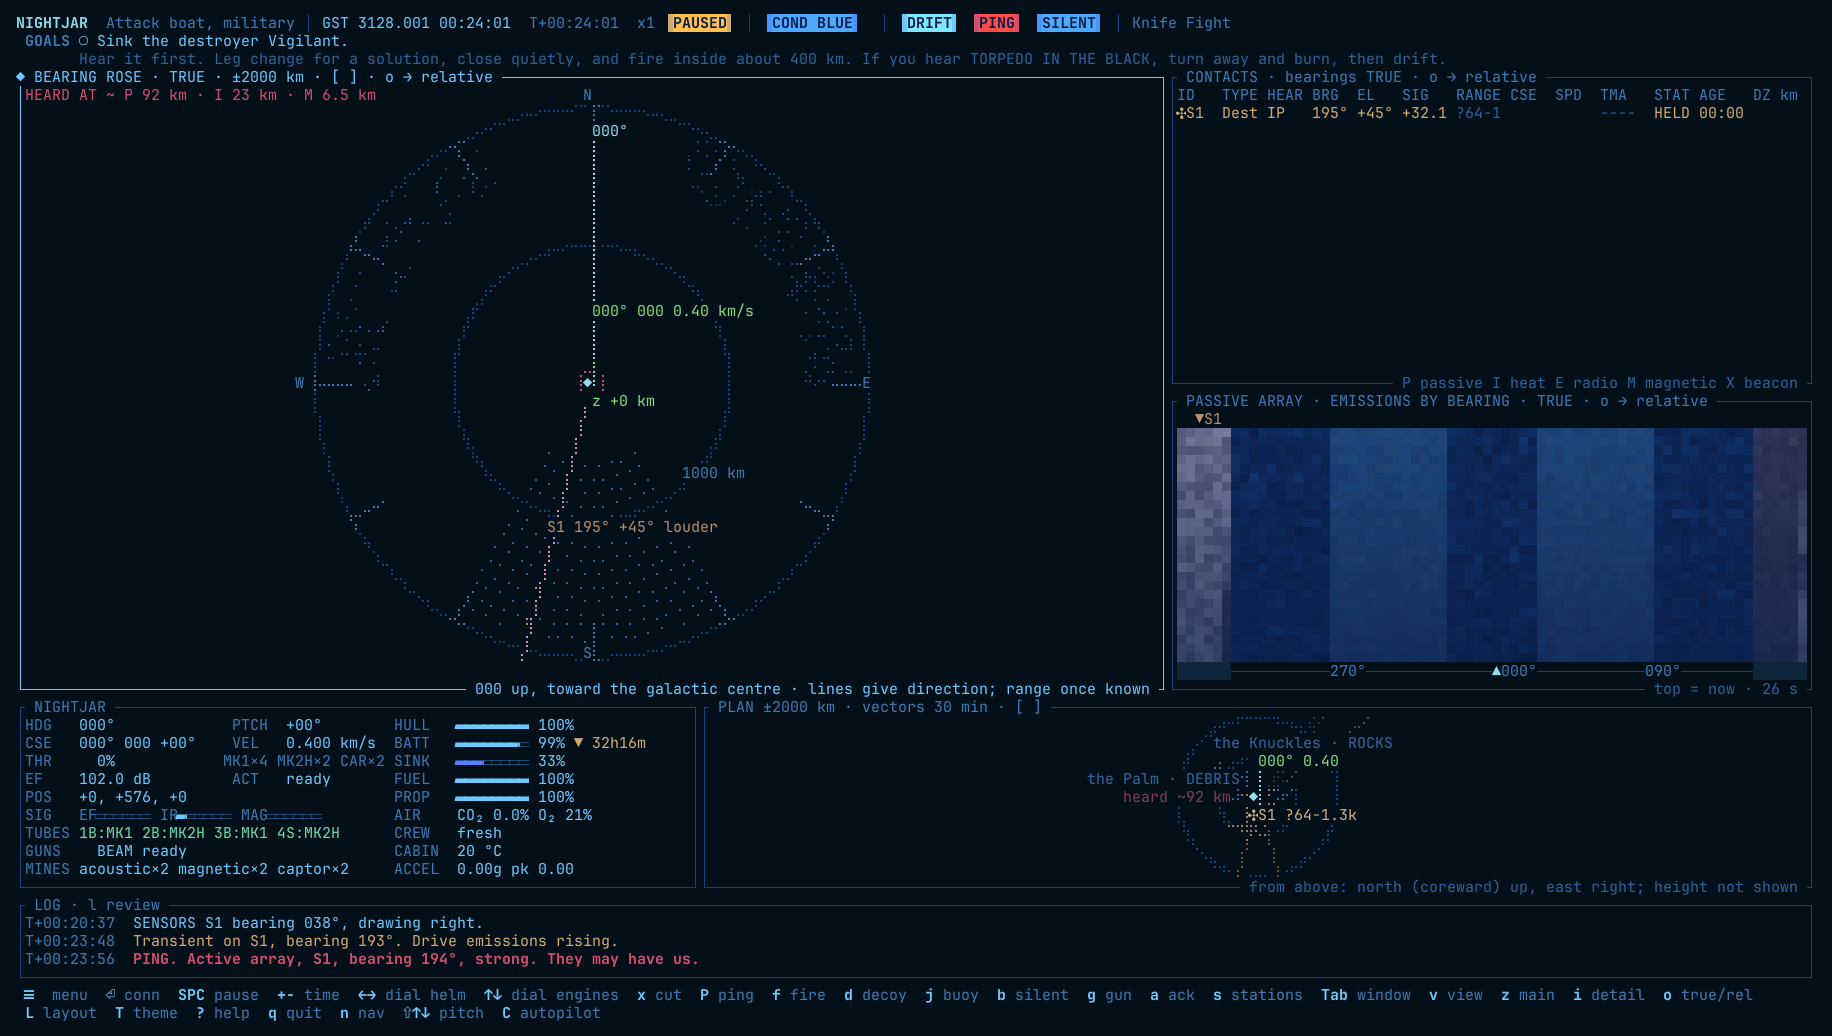 NIGHTJAR Attack boat, military GST 3128.001 00:24:01 T+00:24:01 x1 PAUSED COND BLUE DRIFT PING SILENT Knife Fight
GOALS ○ Sink the destroyer Vigilant.
Hear it first. Leg change for a solution, close quietly, and fire inside about 400 km. If you hear TORPEDO IN THE BLACK, turn away and burn, then drift.
◆ BEARING ROSE · TRUE · ±2000 km · [ ] · o → relative
HEARD AT ~ P 92 km · I 23 km · M 6.5 km
N
000°
000° 000 0.40 km/s
W
E
z +0 km
1000 km
S1 195° +45° louder
S
000 up, toward the galactic centre · lines give direction; range once known
CONTACTS · bearings TRUE · o → relative
ID TYPE HEAR BRG EL SIG RANGE CSE SPD TMA STAT AGE DZ km
✣S1 Dest IP 195° +45° +32.1 ?64-1 ---- HELD 00:00
P passive I heat E radio M magnetic X beacon
PASSIVE ARRAY · EMISSIONS BY BEARING · TRUE · o → relative
▼S1
270° ▲000° 090°
top = now · 26 s
NIGHTJAR
HDG 000° PTCH +00° HULL 100%
CSE 000° 000 +00° VEL 0.400 km/s BATT 99% ▼ 32h16m
THR 0% MK1×4 MK2H×2 CAR×2 SINK 33%
EF 102.0 dB ACT ready FUEL 100%
POS +0, +576, +0 PROP 100%
SIG EF IR MAG AIR CO₂ 0.0% O₂ 21%
TUBES 1B:MK1 2B:MK2H 3B:MK1 4S:MK2H CREW fresh
GUNS BEAM ready CABIN 20 °C
MINES acoustic×2 magnetic×2 captor×2 ACCEL 0.00g pk 0.00
PLAN ±2000 km · vectors 30 min · [ ]
the Knuckles · ROCKS
000° 0.40
the Palm · DEBRIS
heard ~92 km
✣S1 ?64-1.3k
from above: north (coreward) up, east right; height not shown
LOG · l review
T+00:20:37 SENSORS S1 bearing 038°, drawing right.
T+00:23:48 Transient on S1, bearing 193°. Drive emissions rising.
T+00:23:56 PING. Active array, S1, bearing 194°, strong. They may have us.
≡ menu ⏎ conn SPC pause +- time ↔ dial helm ↑↓ dial engines x cut P ping f fire d decoy j buoy b silent g gun a ack s stations Tab window v view z main i detail o true/rel
L layout T theme ? help q quit n nav ⇧↑↓ pitch C autopilot